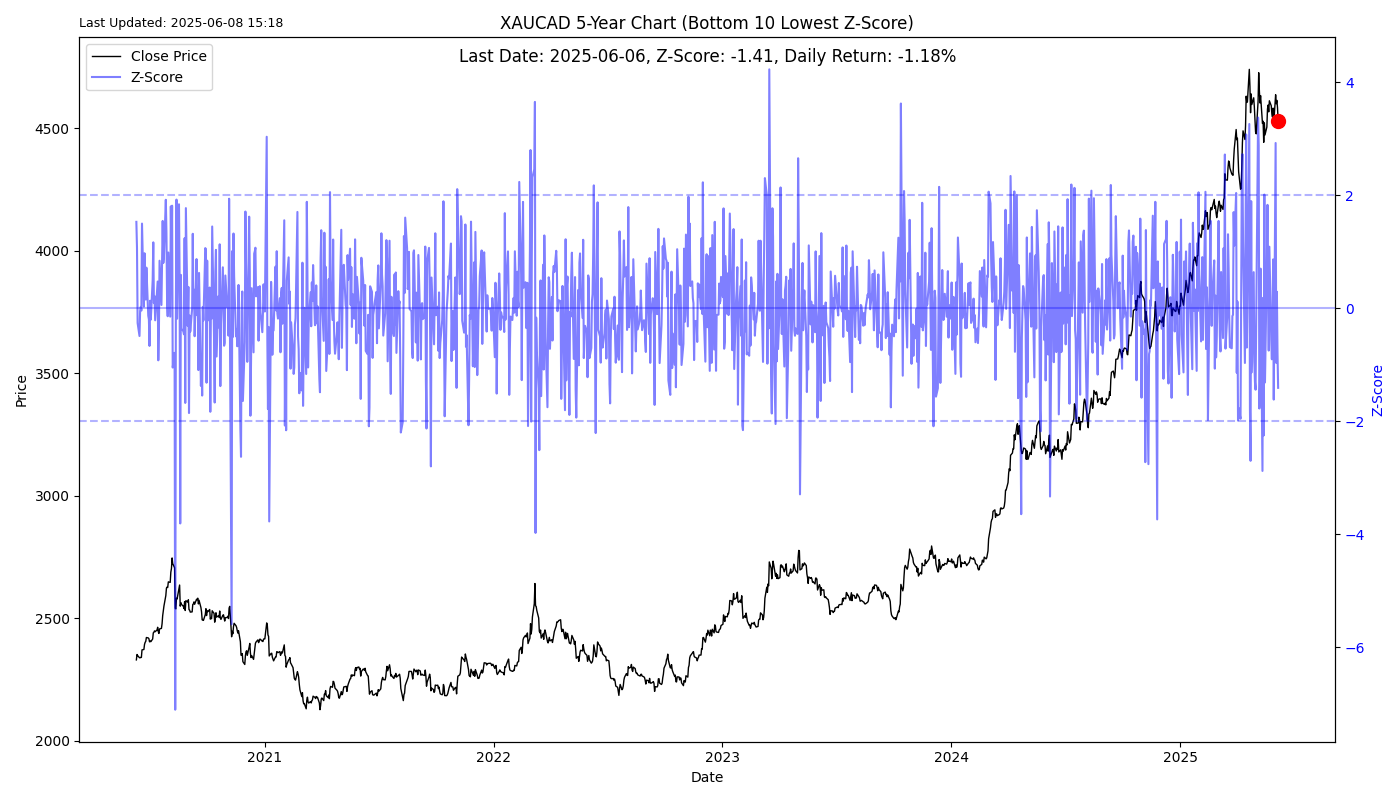 Last Updated: 2025-06-08 15:18
XAUCAD 5-Year Chart (Bottom 10 Lowest Z-Score)
Last Date: 2025-06-06, Z-Score: -1.41, Daily Return: -1.18%
Close Price
Z-Score
Price
4500
4000
3500
3000
2500
2000
4
2
0
−2
−4
−6
Z-Score
2021
2022
2023
2024
2025
Date